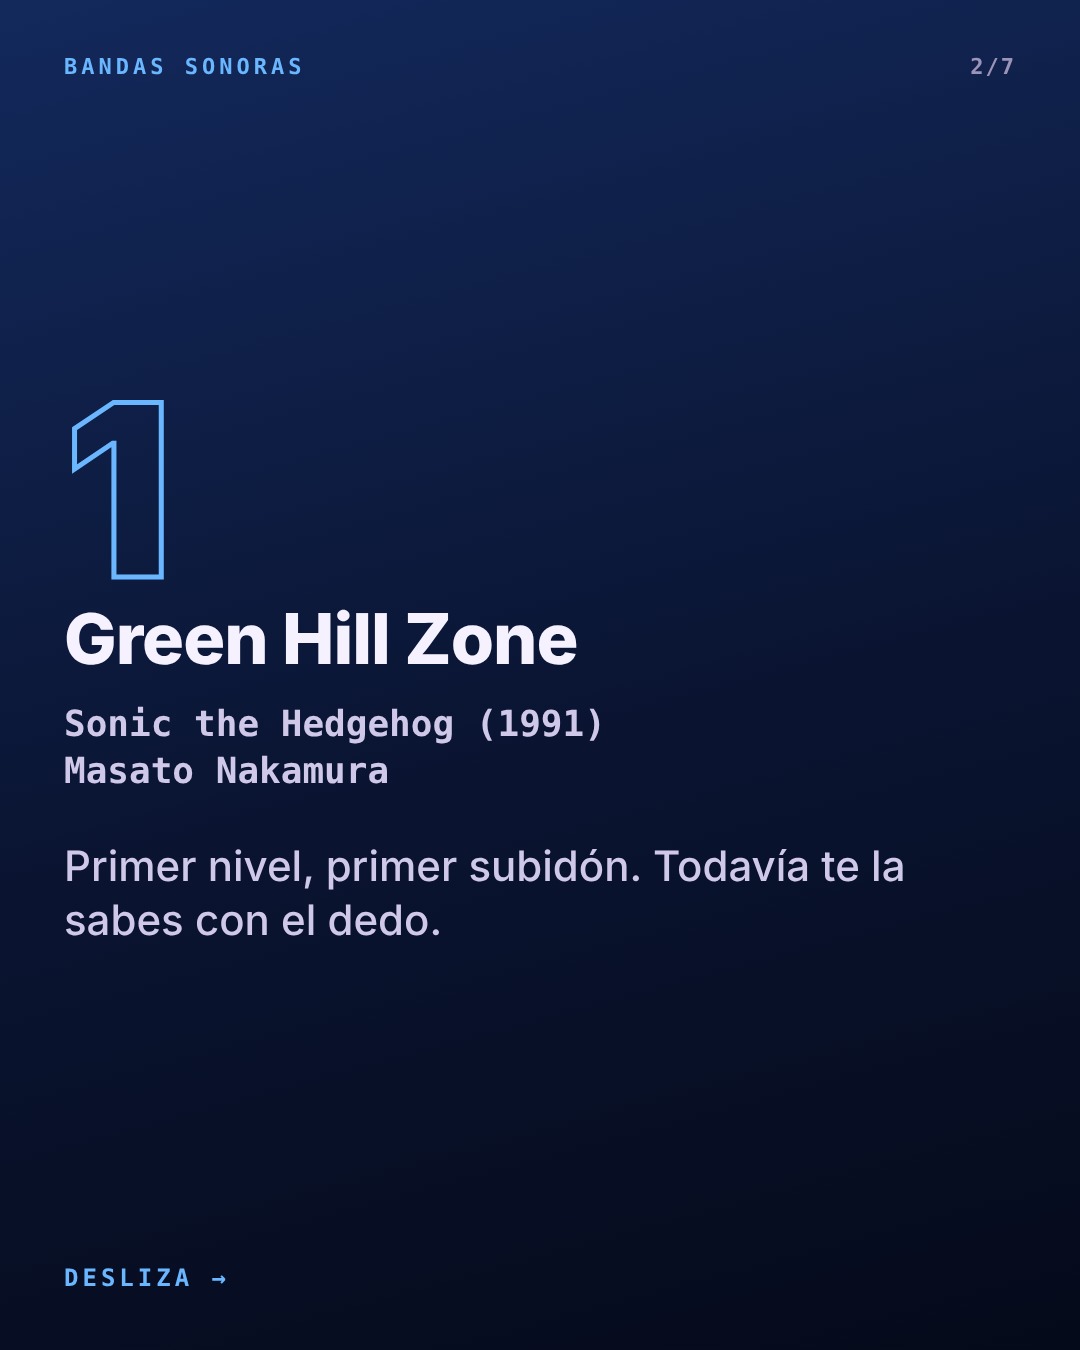 BANDAS SONORAS
2/7
1
Green Hill Zone
Sonic the Hedgehog (1991)
Masato Nakamura
Primer nivel, primer subidón. Todavía te la
sabes con el dedo.
DESLIZA →